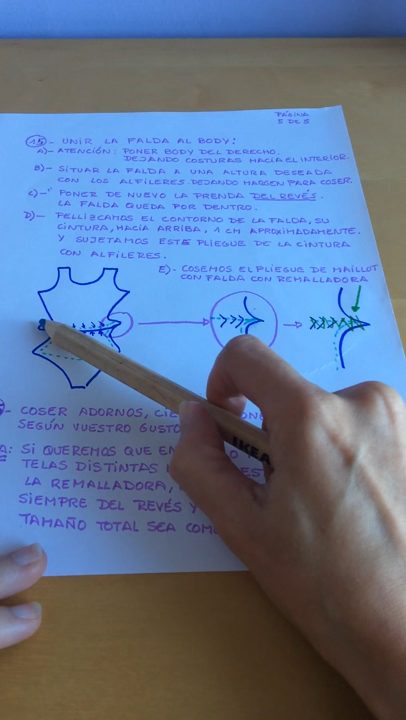 PÁGINA
5 DE 5
15- UNIR LA FALDA AL BODY:
A)- ATENCIÓN: PONER BODY DEL DERECHO,
DEJANDO COSTURAS HACIA EL INTERIOR.
B)- SITUAR LA FALDA A UNA ALTURA DESEADA
CON LOS ALFILERES DEJANDO MARGEN PARA COSER.
C)- PONER DE NUEVO LA PRENDA DEL REVÉS.
LA FALDA QUEDA POR DENTRO.
D)- PELLIZCAMOS EL CONTORNO DE LA FALDA, SU
CINTURA, HACIA ARRIBA, 1 CM APROXIMADAMENTE.
Y SUJETAMOS ESTE PLIEGUE DE LA CINTURA
CON ALFILERES.
E)- COSEMOS EL PLIEGUE DE MAILLOT
CON FALDA CON REMALLADORA
- COSER ADORNOS,
SEGÚN VUESTRO
: SI QUEREMOS QUE
TELAS DISTINTAS
LA REMALLADORA,
SIEMPRE DEL REVÉS Y
TAMAÑO TOTAL SEA
IKEA